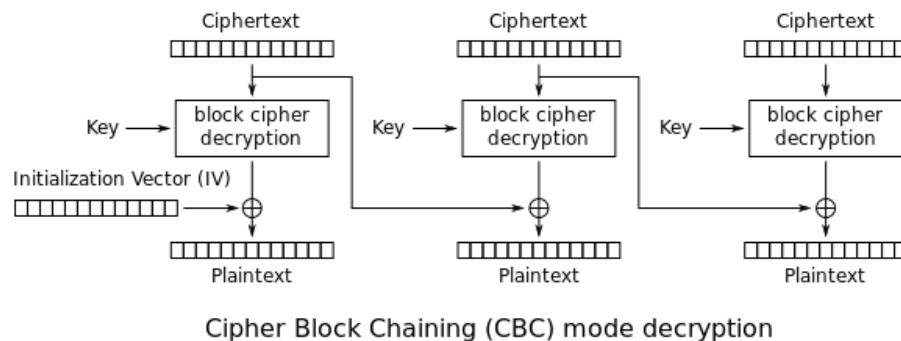 Ciphertext Ciphertext Ciphertext
block cipher decryption block cipher decryption block cipher decryption
Key Key Key
Initialization Vector (IV)
Plaintext Plaintext Plaintext
Cipher Block Chaining (CBC) mode decryption